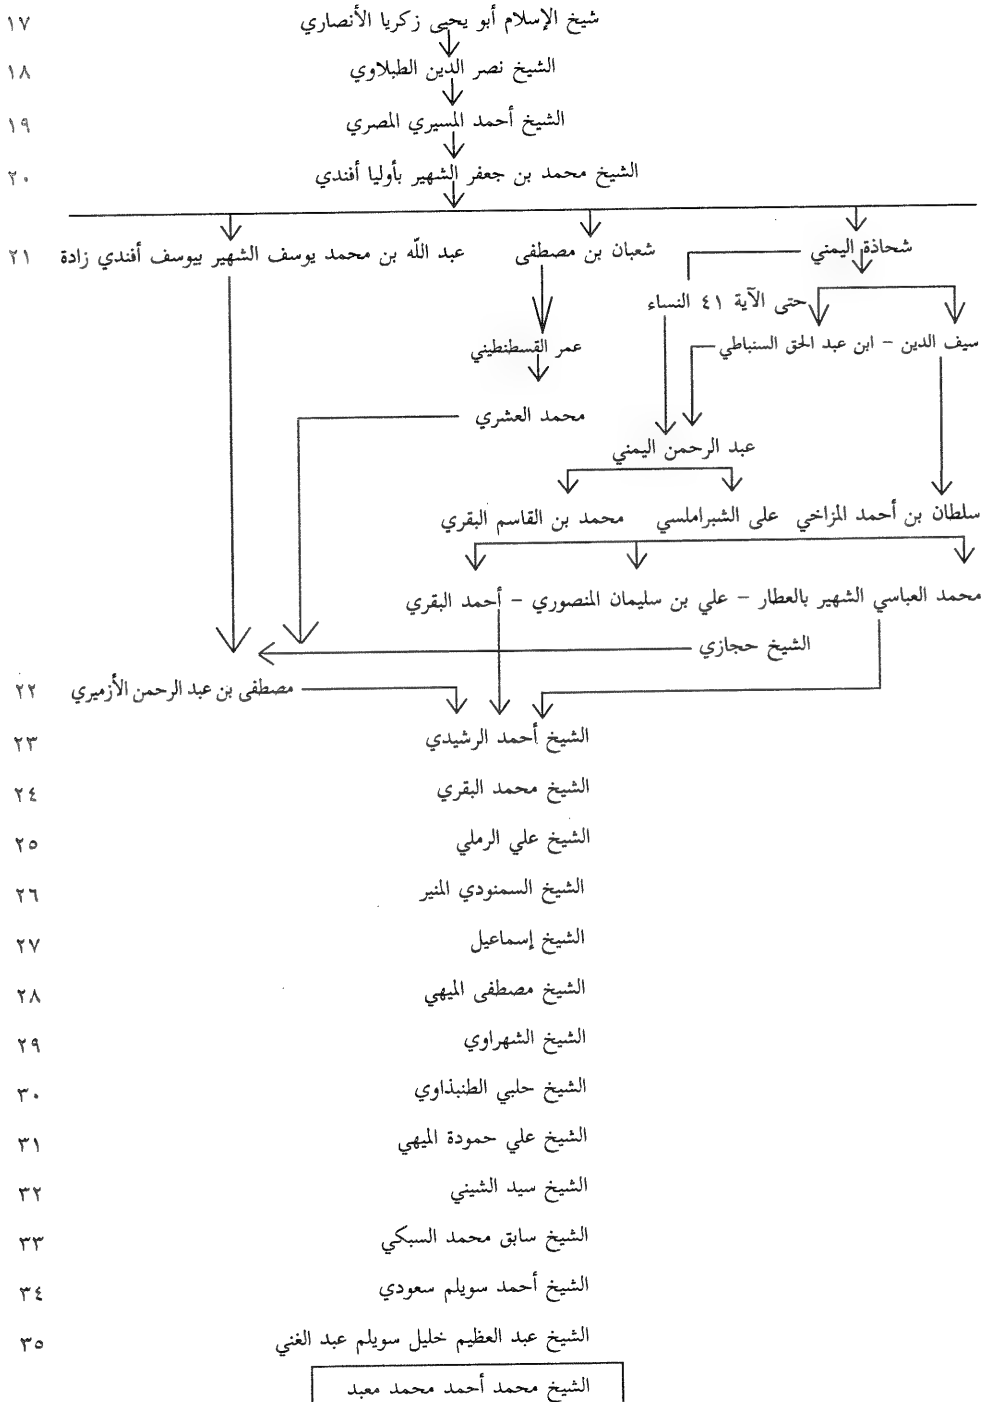 شيخ الإسلام أبو يحيى زكريا الأنصاري ١٧
الشيخ نصر الدين الطبلاوي ١٨
الشيخ أحمد المسيري المصري ١٩
الشيخ محمد بن جعفر الشهير بأوليا أفندي ٢٠
شحاذة اليمني شعبان بن مصطفى عبد اللّه بن محمد يوسف الشهير بيوسف أفندي زادة ٢١
حتى الآية ٤١ النساء
سيف الدين - ابن عبد الحق السنباطي عمر القسطنطيني
محمد العشري
عبد الرحمن اليمني
سلطان بن أحمد المزاخي على الشبراملسي محمد بن القاسم البقري
محمد العباسي الشهير بالعطار - علي بن سليمان المنصوري - أحمد البقري
الشيخ حجازي
مصطفى بن عبد الرحمن الأزميري ٢٢
الشيخ أحمد الرشيدي ٢٣
الشيخ محمد البقري ٢٤
الشيخ علي الرملي ٢٥
الشيخ السمنودي المنير ٢٦
الشيخ إسماعيل ٢٧
الشيخ مصطفى الميهي ٢٨
الشيخ الشهراوي ٢٩
الشيخ حلبي الطنبذاوي ٣٠
الشيخ علي حمودة الميهي ٣١
الشيخ سيد الشيني ٣٢
الشيخ سابق محمد السبكي ٣٣
الشيخ أحمد سويلم سعودي ٣٤
الشيخ عبد العظيم خليل سويلم عبد الغني ٣٥
الشيخ محمد أحمد محمد معبد